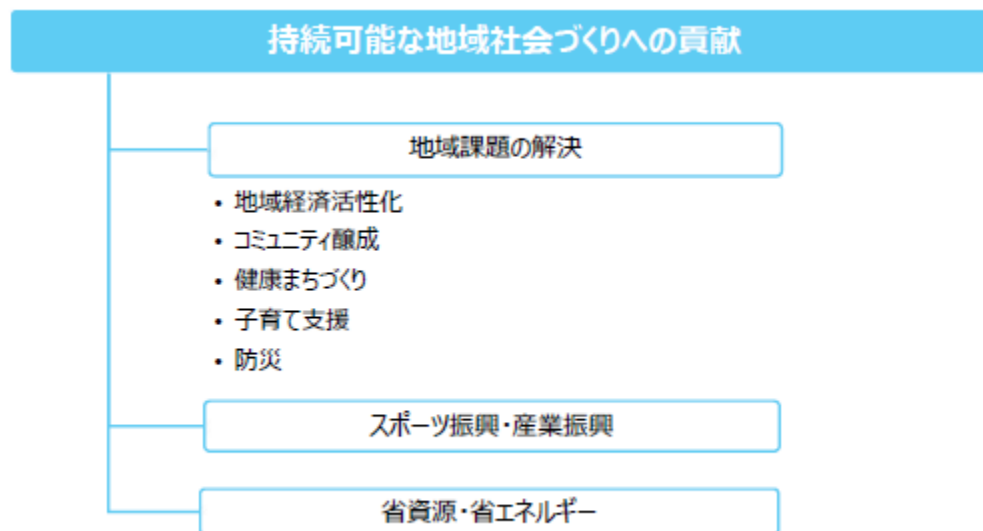 持続可能な地域社会づくりへの貢献
地域課題の解決
• 地域経済活性化
• コミュニティ醸成
• 健康まちづくり
• 子育て支援
• 防災
スポーツ振興・産業振興
省資源・省エネルギー